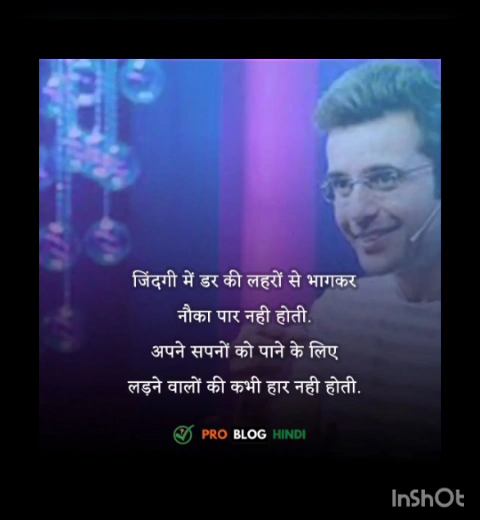 जिंदगी में डर की लहरों से भागकर
नौका पार नही होती.
अपने सपनों को पाने के लिए
लड़ने वालों की कभी हार नही होती.
PRO BLOG HINDI
InShOt